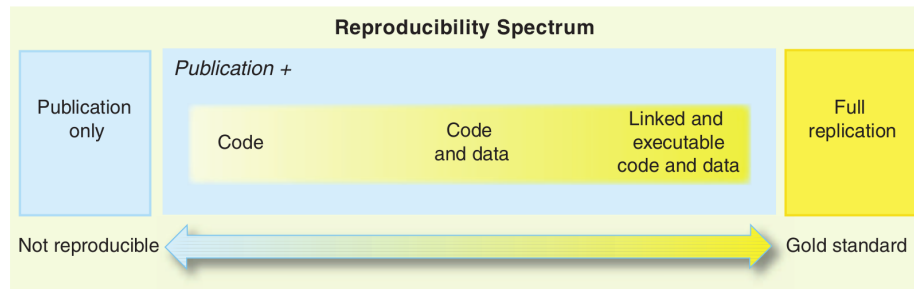 Reproducibility Spectrum
Publication
only
Publication +
Code
Code
and data
Linked and
executable
code and data
Full
replication
Not reproducible
Gold standard